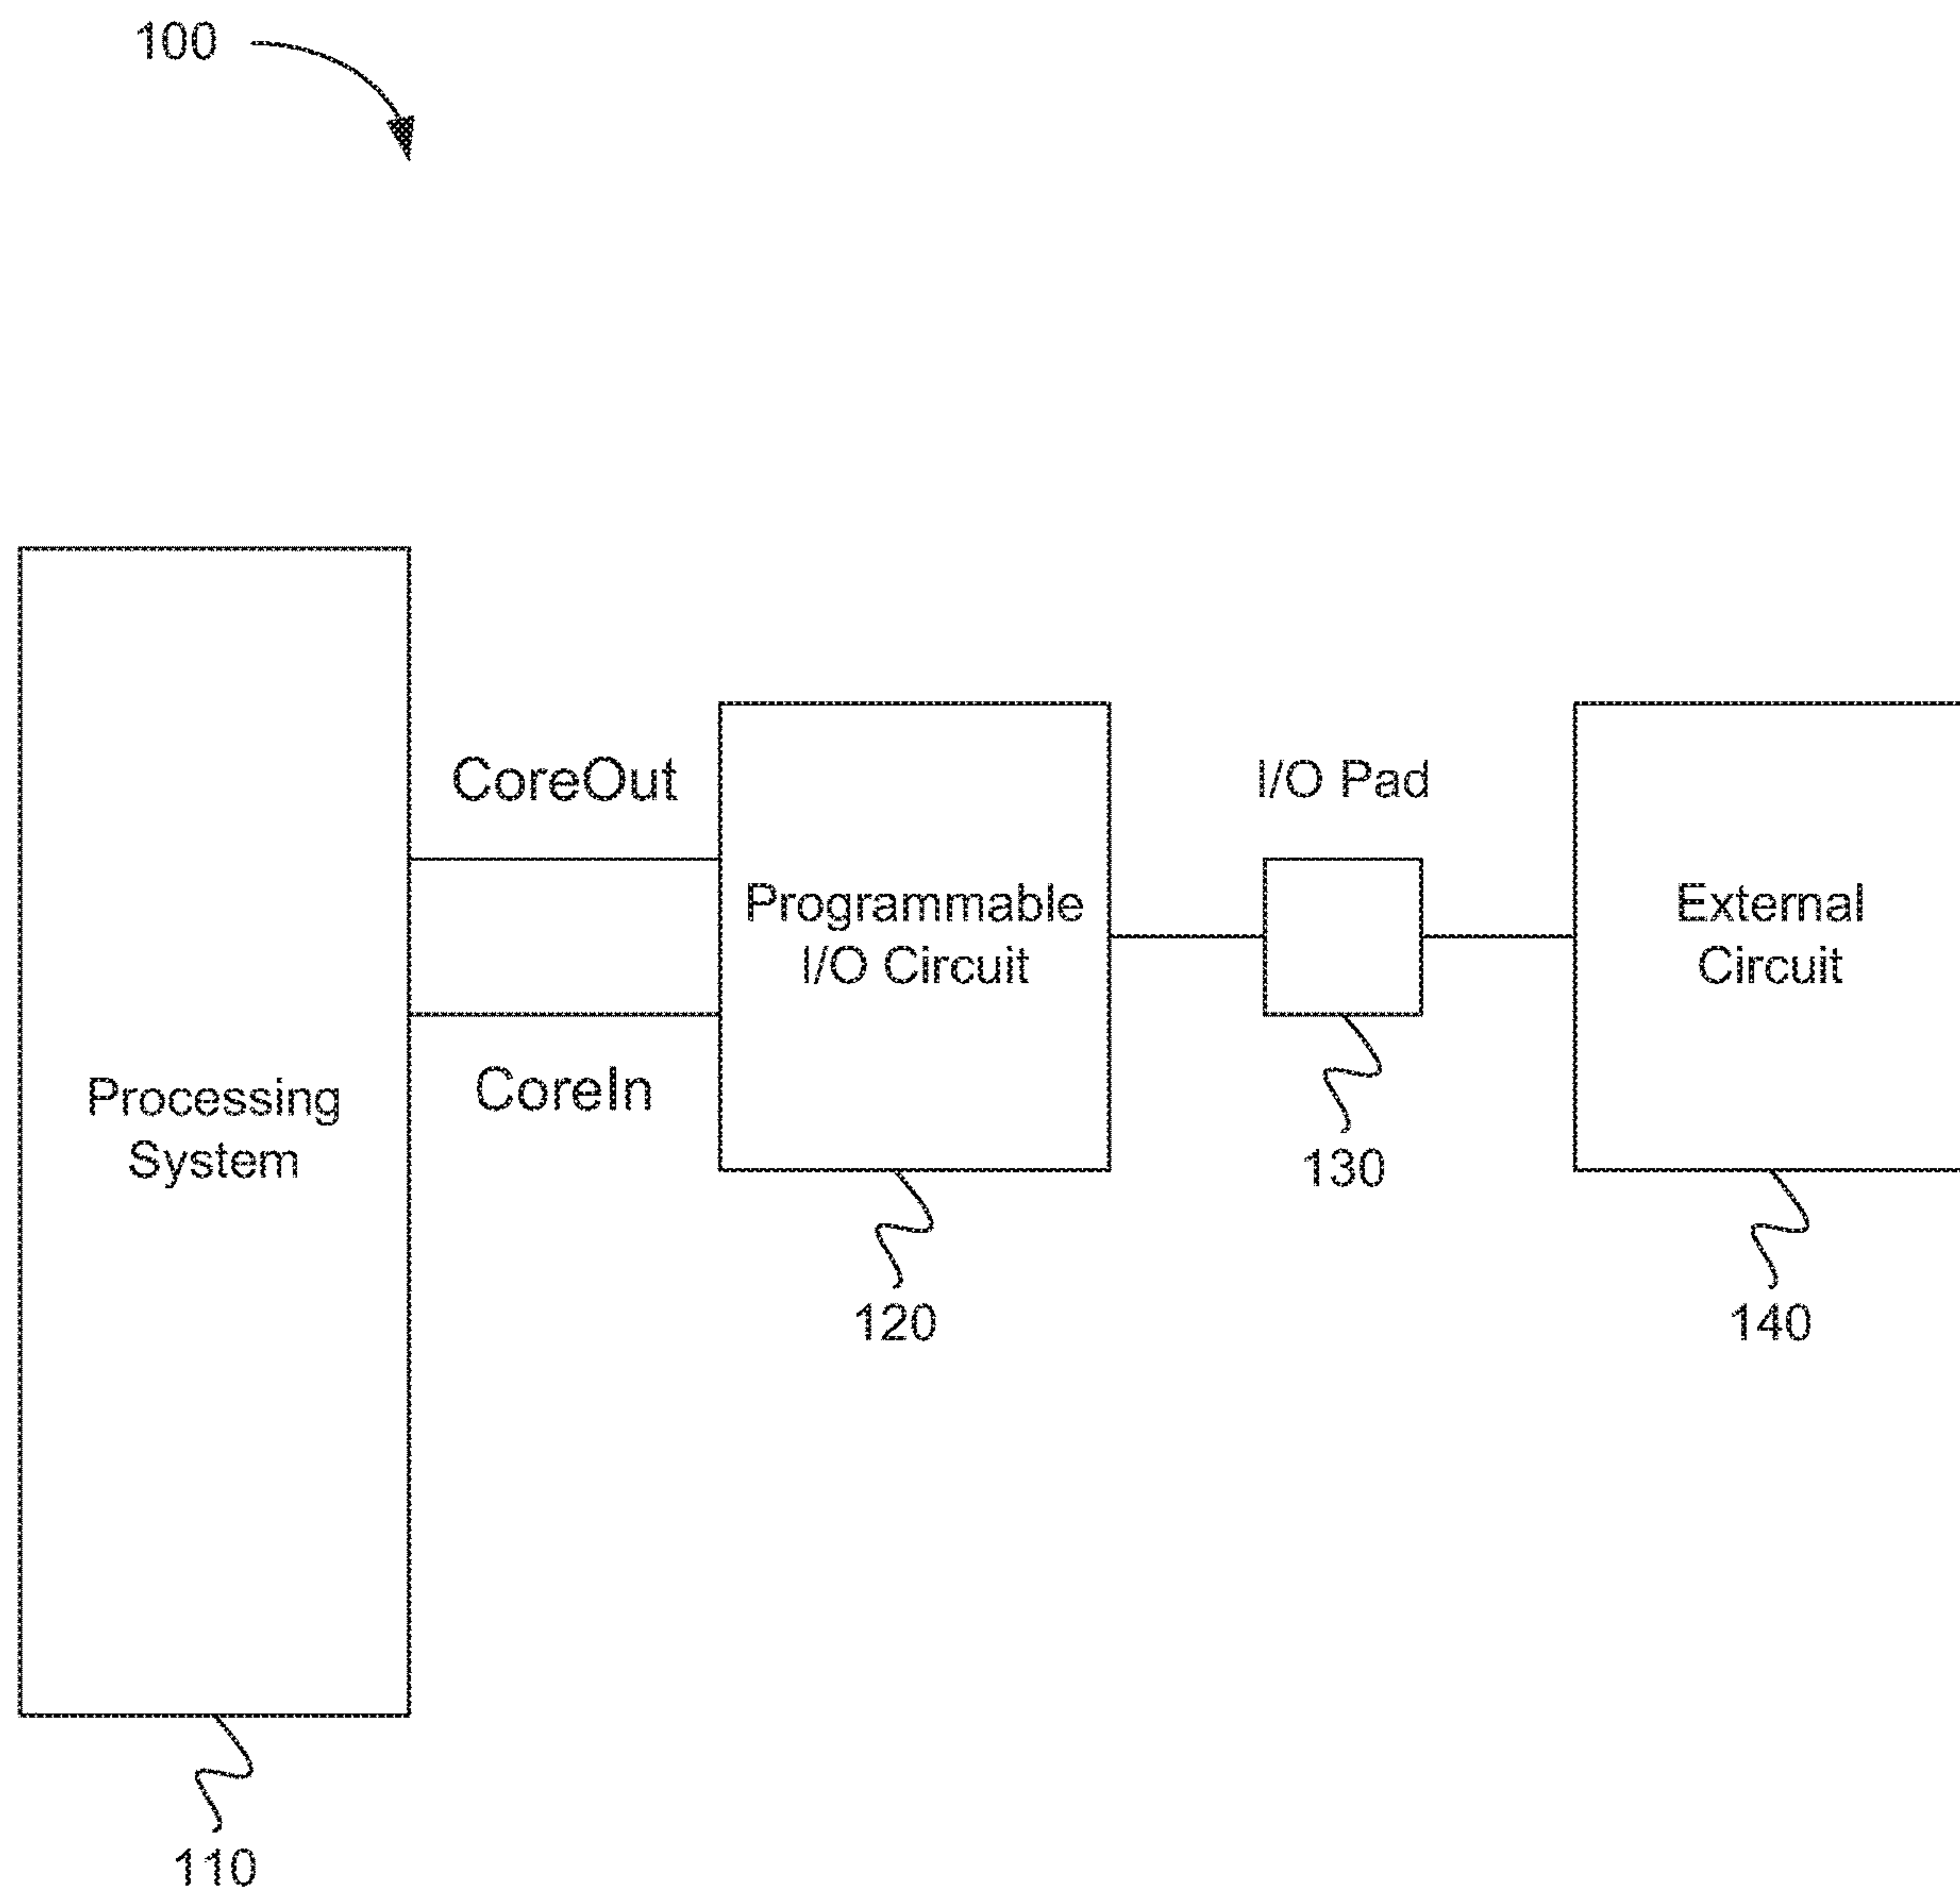 100
CoreOut
I/O Pad
Programmable
I/O Circuit
External
Circuit
Processing
System
CoreIn
130
120
140
110